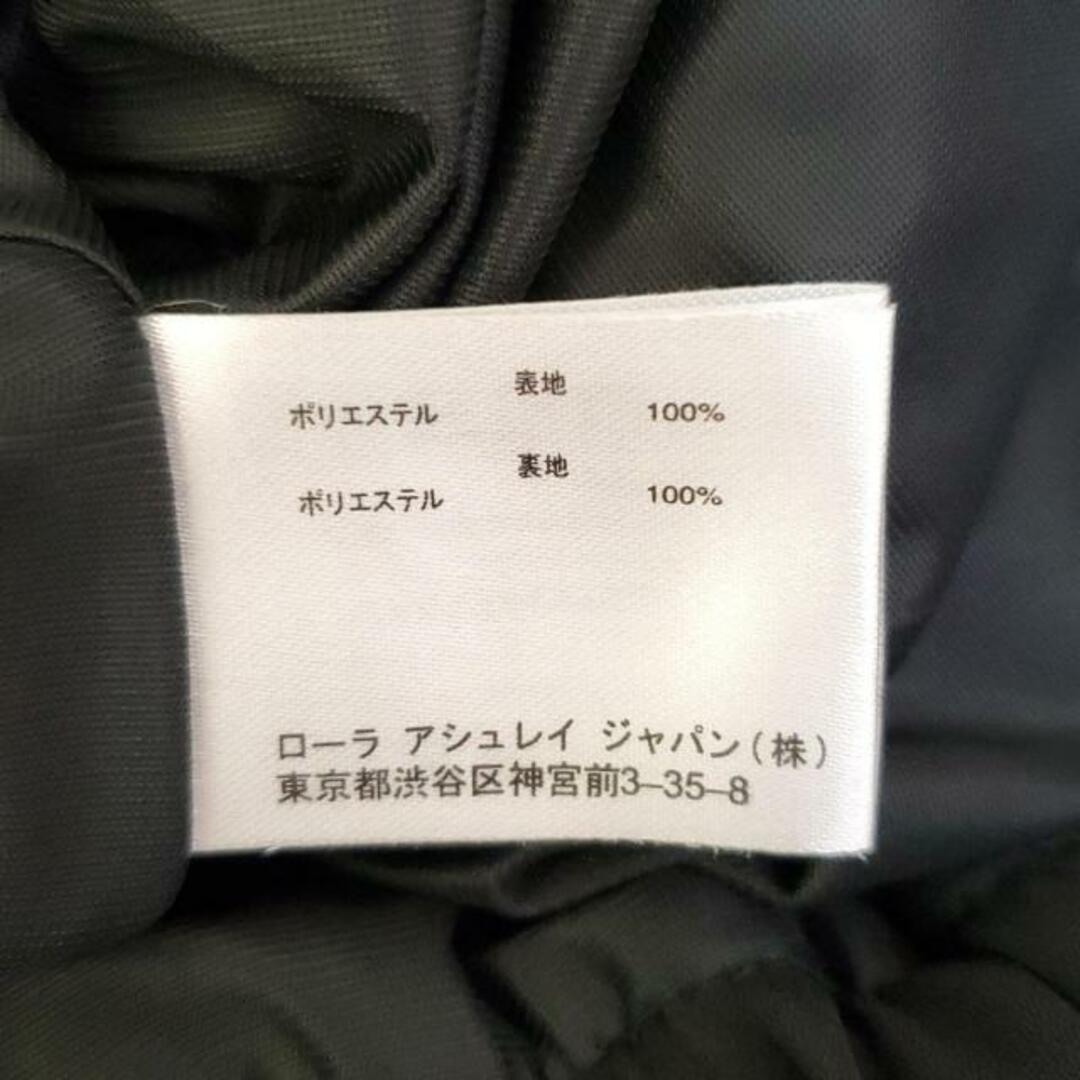 表地
ポリエステル 100%
裏地
ポリエステル 100%
ローラ アシュレイ ジャパン(株)
東京都渋谷区神宮前3-35-8